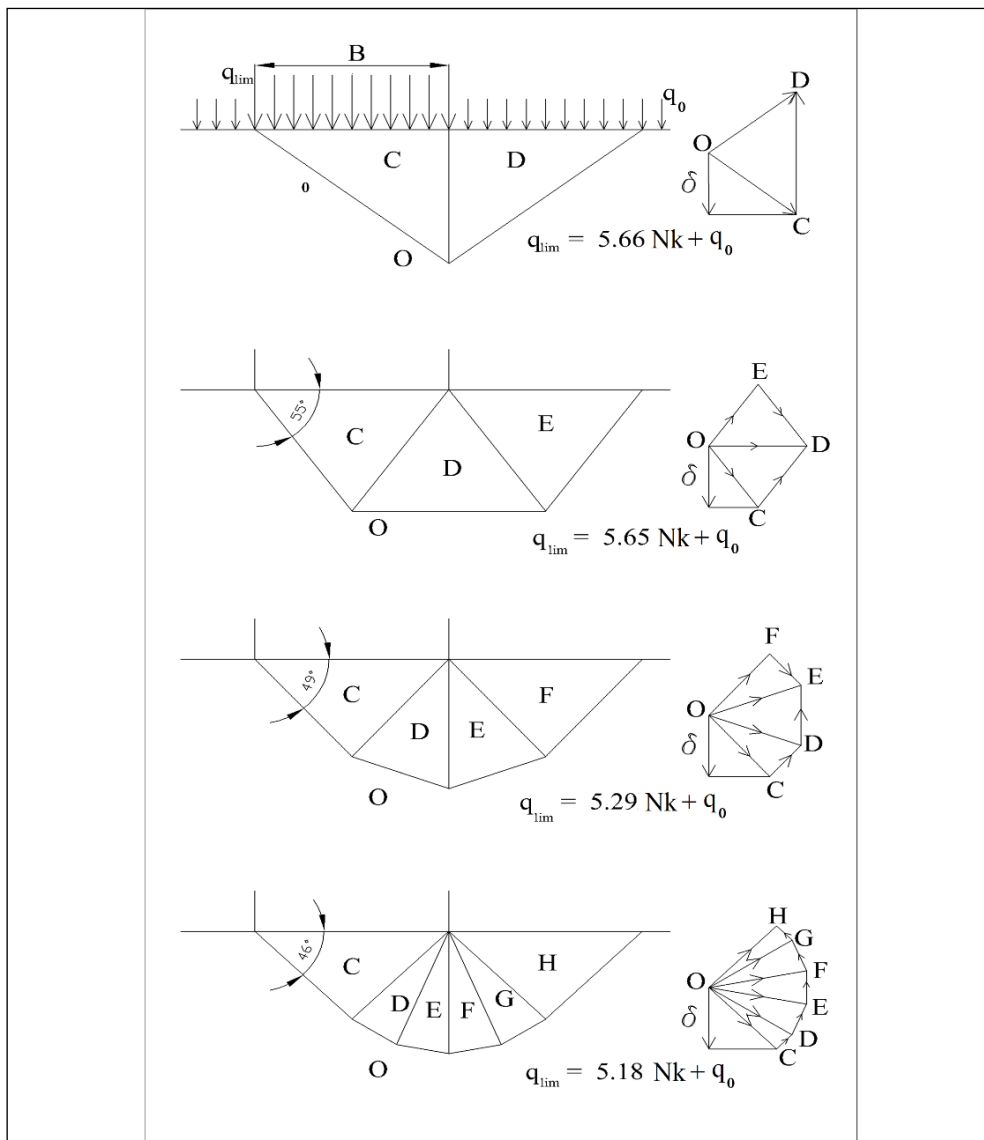 B
q_lim
q_0
C D
0
O
D
O
δ
C
q_lim = 5.66 Nk + q_0
55°
C
D
E
O
E
O
D
δ
C
q_lim = 5.65 Nk + q_0
49°
C
D
E
F
O
F
E
O
D
δ
C
q_lim = 5.29 Nk + q_0
46°
C
D
E
F
G
H
O
H
G
F
O
E
δ
D
C
q_lim = 5.18 Nk + q_0